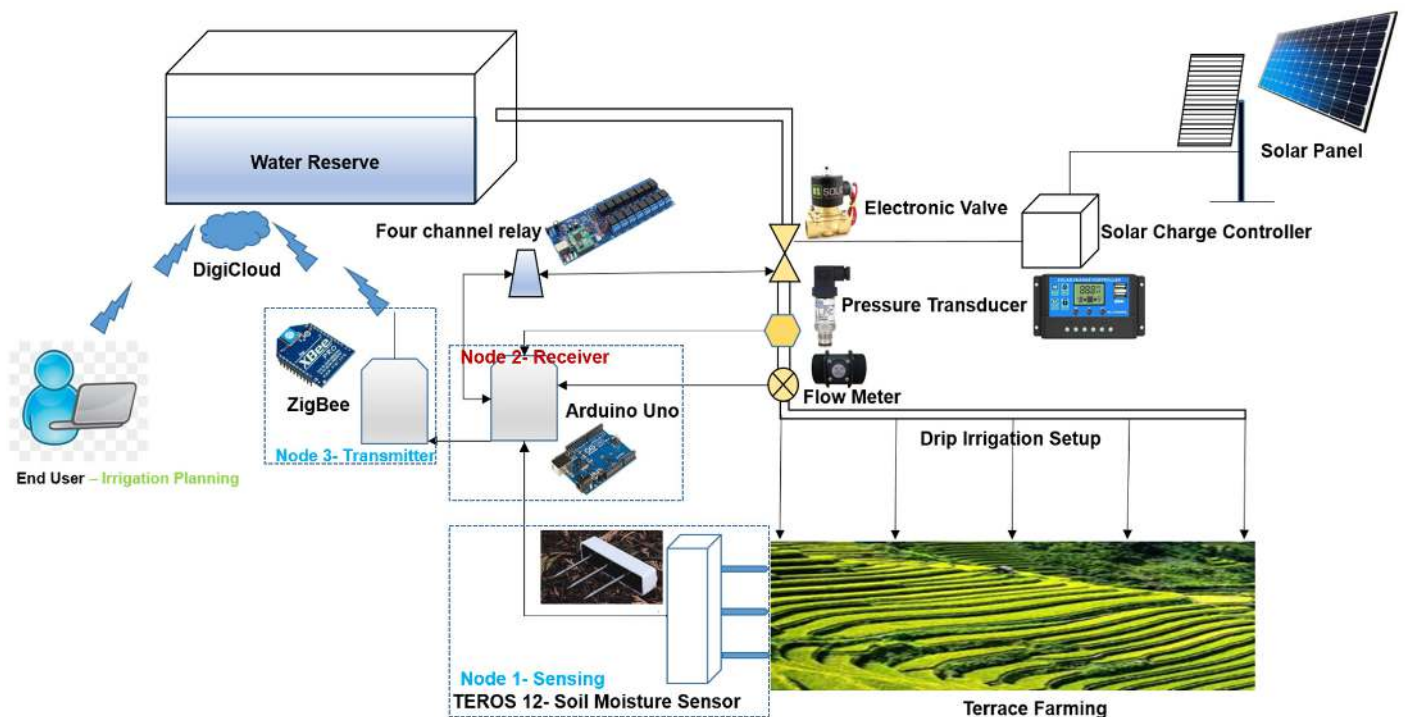 Water Reserve
Solar Panel
Electronic Valve
Four channel relay
Solar Charge Controller
DigiCloud
Pressure Transducer
XBee
PRO
Node 2- Receiver
ZigBee
Arduino Uno
Flow Meter
Node 3- Transmitter
Drip Irrigation Setup
End User – Irrigation Planning
Node 1- Sensing
TEROS 12- Soil Moisture Sensor
Terrace Farming